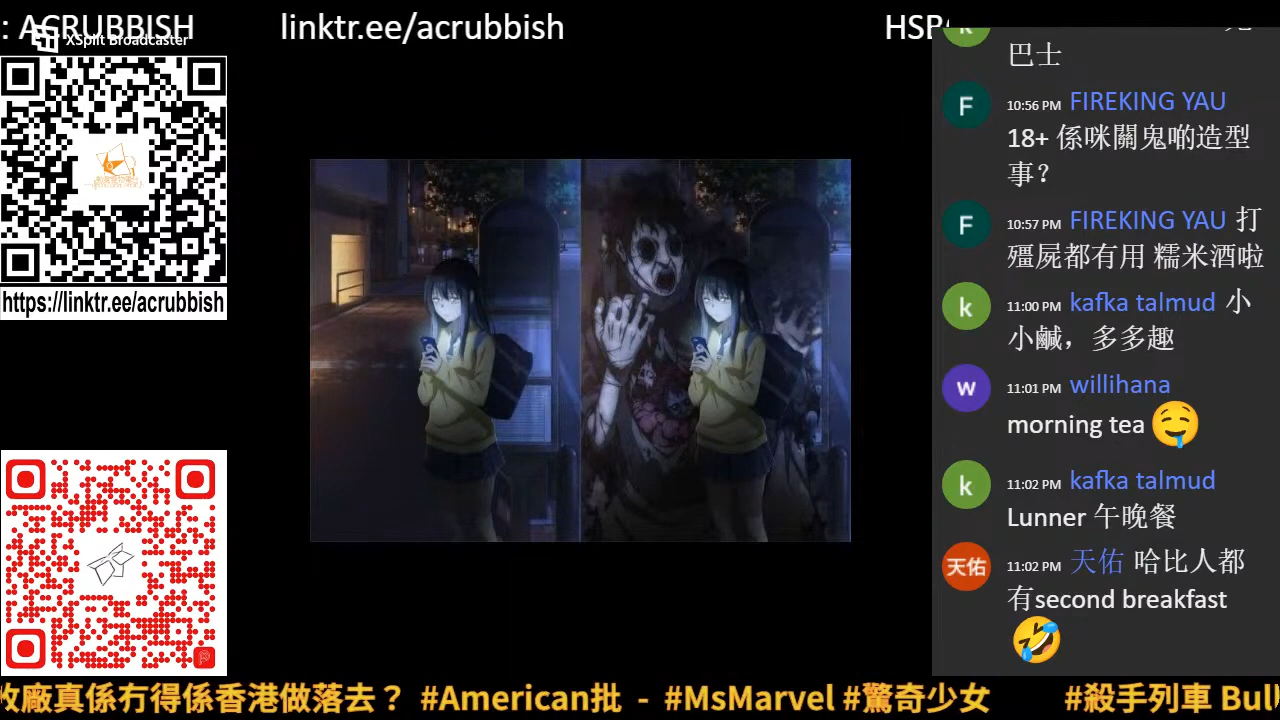 : ACRUBBISH linktr.ee/acrubbish HSB
XSplit Broadcaster
https://linktr.ee/acrubbish
巴士
F 10:56 PM FIREKING YAU
18+ 係咪關鬼啲造型
事?
F 10:57 PM FIREKING YAU 打
殭屍都有用 糯米酒啦
k 11:00 PM kafka talmud 小
小鹹，多多趣
w 11:01 PM willihana
morning tea 🤤
k 11:02 PM kafka talmud
Lunner 午晚餐
天佑 11:02 PM 天佑 哈比人都
有second breakfast
🤣
廠真係冇得係香港做落去？ #American批 - #MsMarvel #驚奇少女 #殺手列車 Bull